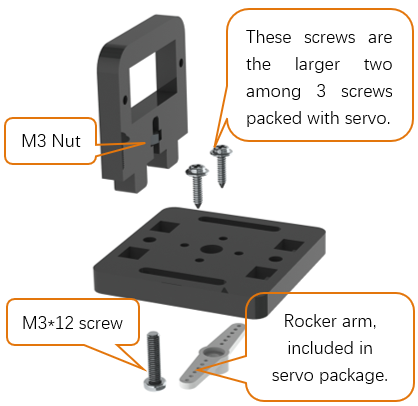 These screws are
the larger two
among 3 screws
packed with servo.
M3 Nut
M3*12 screw
Rocker arm,
included in
servo package.